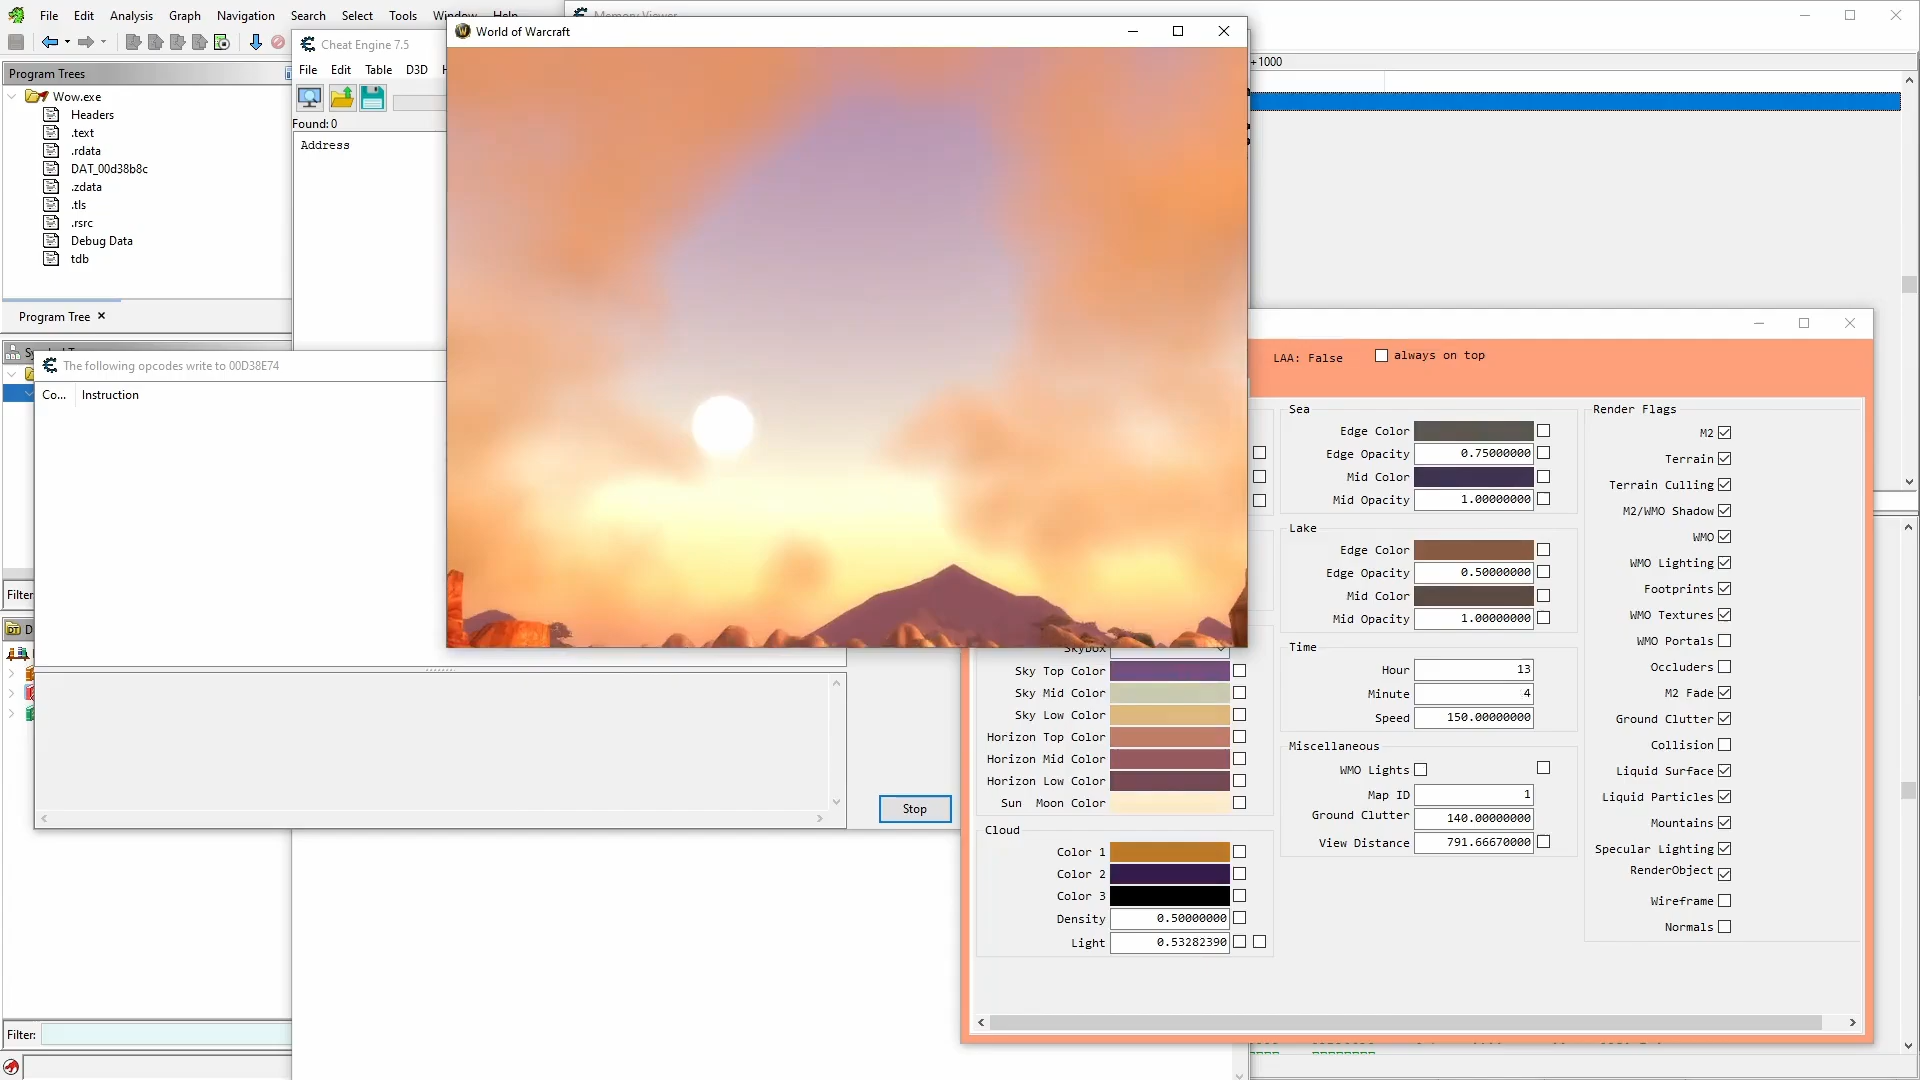 File Edit Analysis Graph Navigation Search Select Tools Window Help
Memory Viewer
World of Warcraft
Cheat Engine 7.5
+1000
Program Trees
File Edit Table D3D
Wow.exe
Headers
.text
.rdata
DAT_00d38b8c
.zdata
.tls
.rsrc
Debug Data
tdb
Found: 0
Address
Program Tree
The following opcodes write to 00D38E74
Co... Instruction
LAA: False always on top
Sea
Edge Color
Edge Opacity 0.75000000
Mid Color
Mid Opacity 1.00000000
Lake
Edge Color
Edge Opacity 0.50000000
Mid Color
Mid Opacity 1.00000000
Time
Hour 13
Minute 4
Speed 150.00000000
Miscellaneous
WMO Lights
Map ID 1
Ground Clutter 140.00000000
View Distance 791.66670000
Render Flags
M2
Terrain
Terrain Culling
M2/WMO Shadow
WMO
WMO Lighting
Footprints
WMO Textures
WMO Portals
Occluders
M2 Fade
Ground Clutter
Collision
Liquid Surface
Liquid Particles
Mountains
Specular Lighting
RenderObject
Wireframe
Normals
Skybox
Sky Top Color
Sky Mid Color
Sky Low Color
Horizon Top Color
Horizon Mid Color
Horizon Low Color
Sun Moon Color
Cloud
Color 1
Color 2
Color 3
Density 0.50000000
Light 0.53282390
Stop
Filter
Filter: